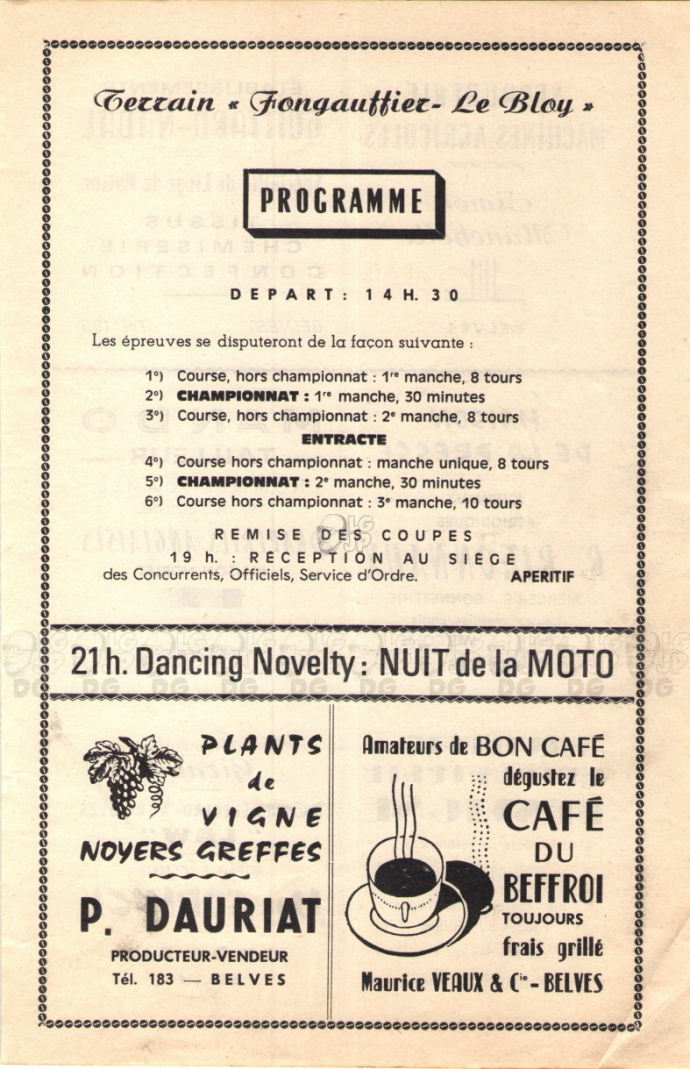 Terrain « Fongauffier - Le Bloy »
PROGRAMME
DEPART : 14 H. 30
Les épreuves se disputeront de la façon suivante :
1°) Course, hors championnat : 1re manche, 8 tours
2°) CHAMPIONNAT : 1re manche, 30 minutes
3°) Course, hors championnat : 2e manche, 8 tours
ENTRACTE
4°) Course hors championnat : manche unique, 8 tours
5°) CHAMPIONNAT : 2e manche, 30 minutes
6°) Course hors championnat : 3e manche, 10 tours
REMISE DES COUPES
19 h. : RECEPTION AU SIEGE
des Concurrents, Officiels, Service d'Ordre. APERITIF
21 h. Dancing Novelty : NUIT de la MOTO
PLANTS
de
VIGNE
NOYERS GREFFES
P. DAURIAT
PRODUCTEUR-VENDEUR
Tél. 183 — BELVES
Amateurs de BON CAFÉ
dégustez le
CAFÉ
DU
BEFFROI
TOUJOURS
frais grillé
Maurice VEAUX & Cie - BELVES